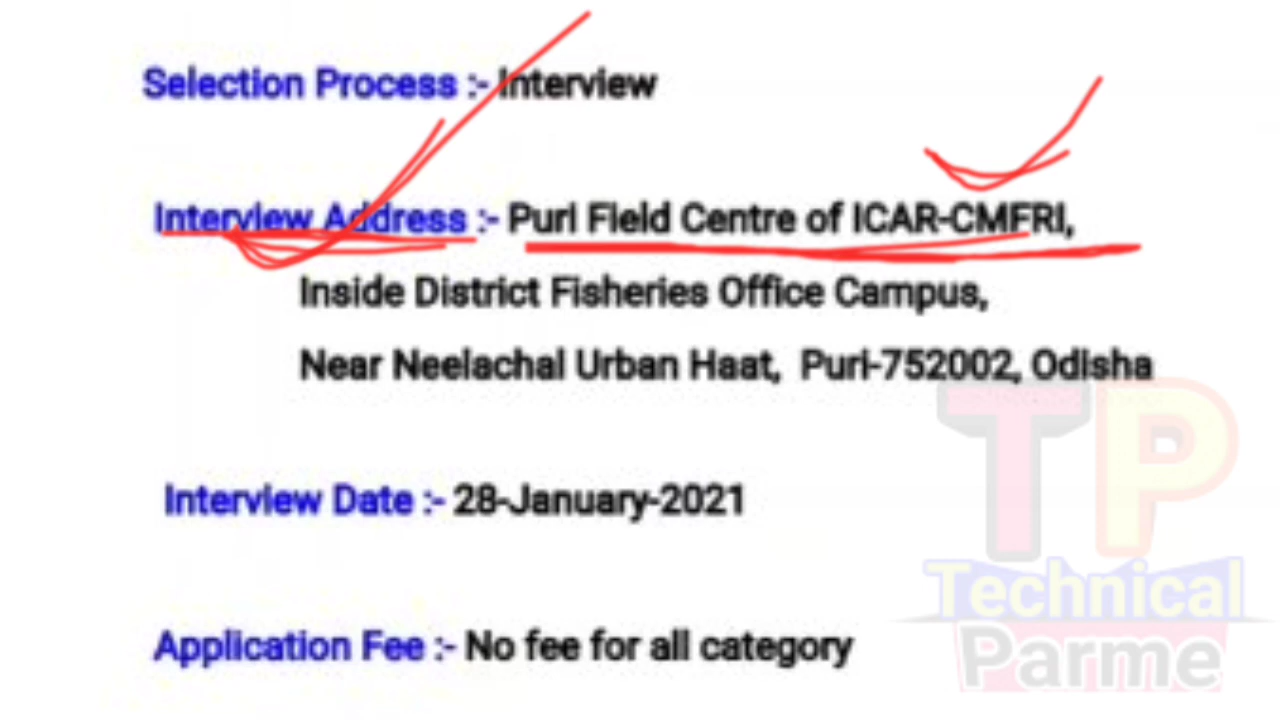 Selection Process :- Interview
Interview Address :- Puri Field Centre of ICAR-CMFRI,
Inside District Fisheries Office Campus,
Near Neelachal Urban Haat, Puri-752002, Odisha
Interview Date :- 28-January-2021
Application Fee :- No fee for all category
TP
Technical
Parme